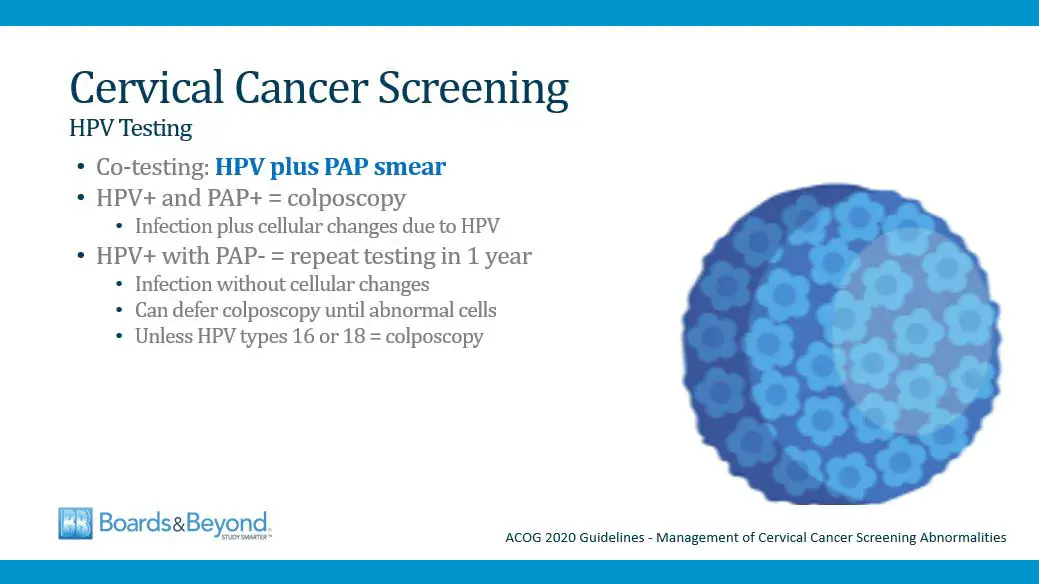 Cervical Cancer Screening
HPV Testing
• Co-testing: HPV plus PAP smear
• HPV+ and PAP+ = colposcopy
• Infection plus cellular changes due to HPV
• HPV+ with PAP- = repeat testing in 1 year
• Infection without cellular changes
• Can defer colposcopy until abnormal cells
• Unless HPV types 16 or 18 = colposcopy
BB Boards&Beyond®
STUDY SMARTER™
ACOG 2020 Guidelines - Management of Cervical Cancer Screening Abnormalities